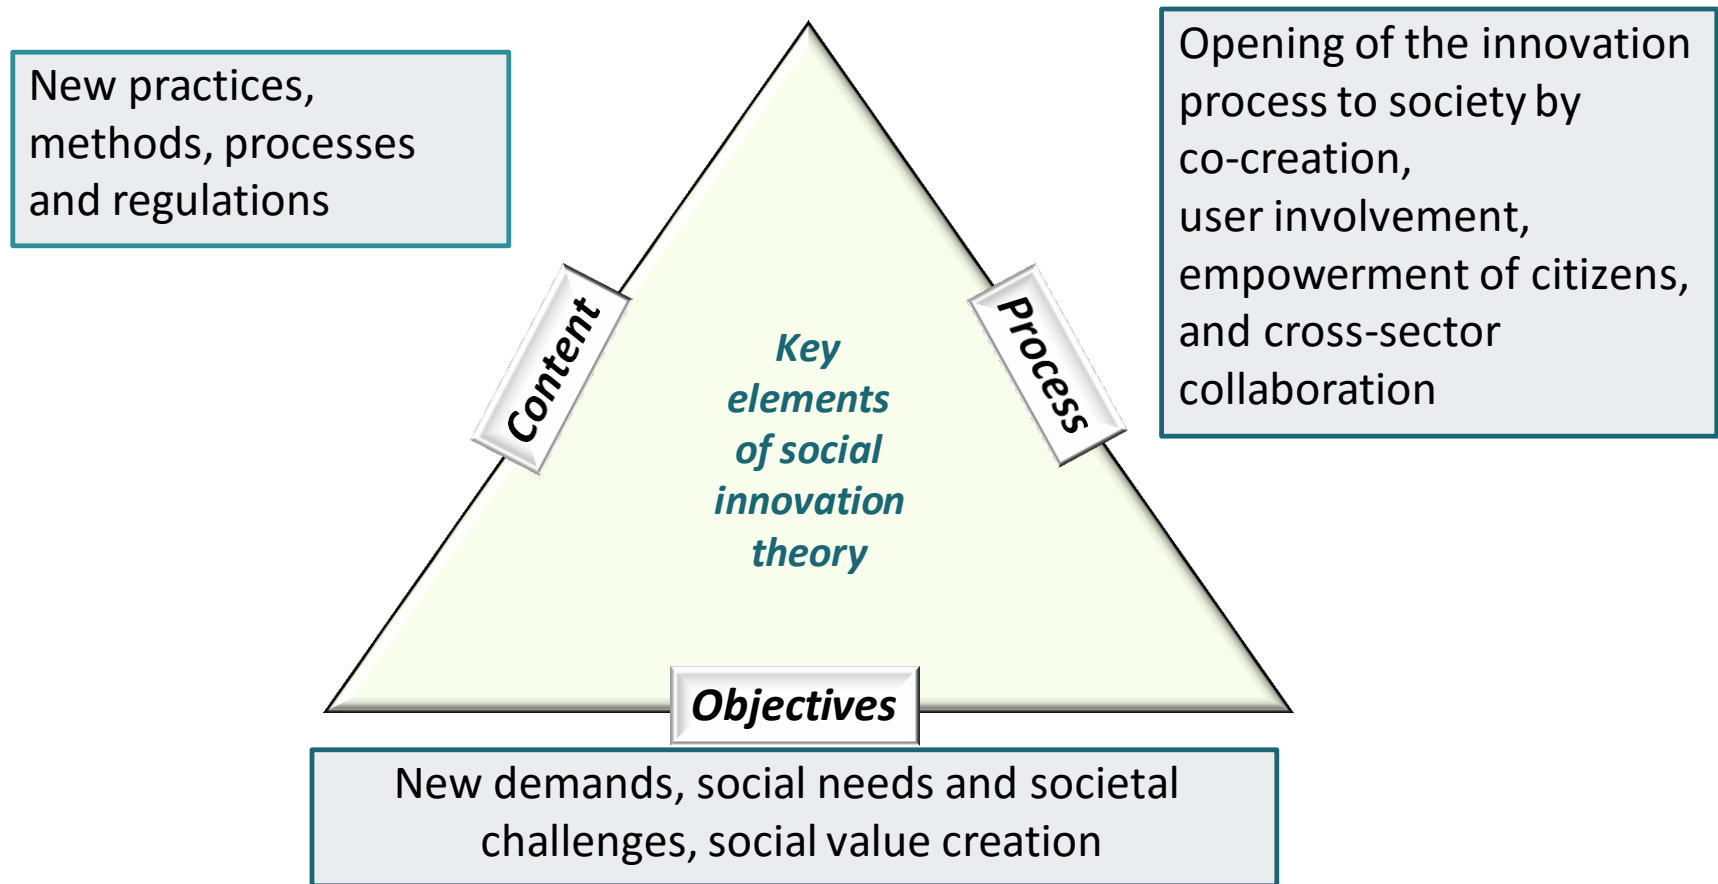 New practices,
methods, processes
and regulations
Opening of the innovation
process to society by
co-creation,
user involvement,
empowerment of citizens,
and cross-sector
collaboration
Content
Process
Key
elements
of social
innovation
theory
Objectives
New demands, social needs and societal
challenges, social value creation